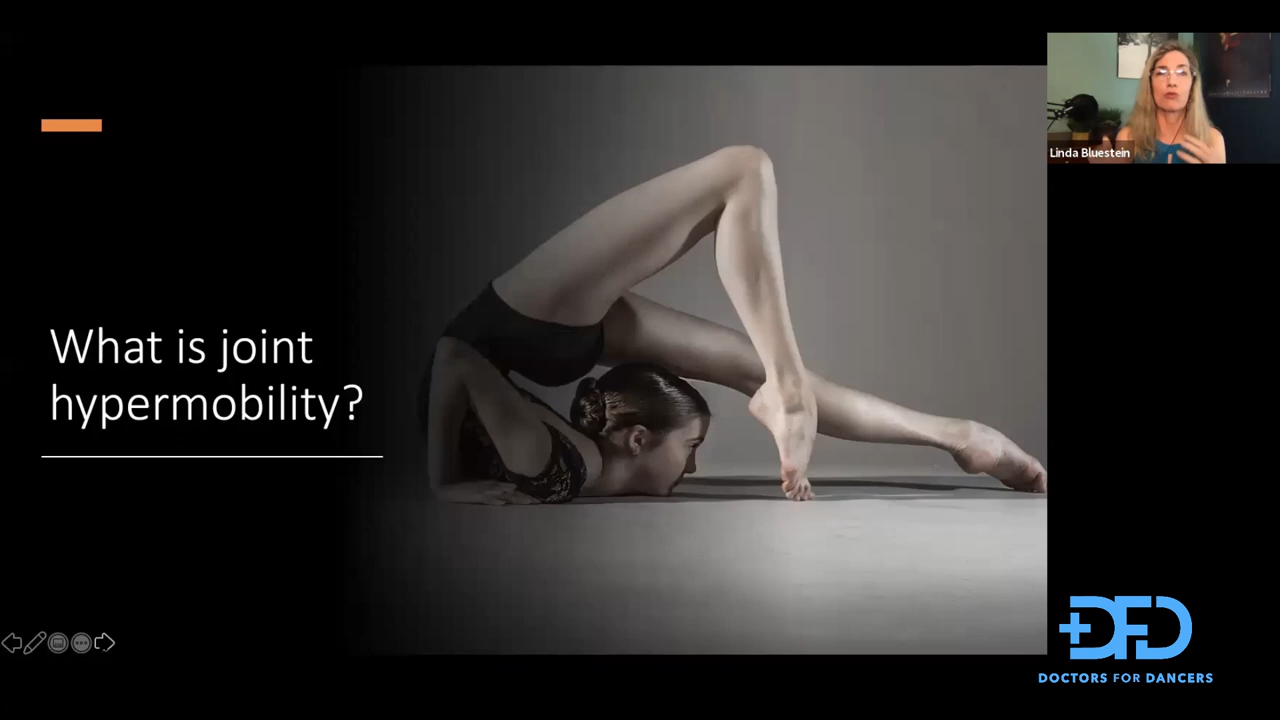 Linda Bluestein
What is joint
hypermobility?
DFD
DOCTORS FOR DANCERS